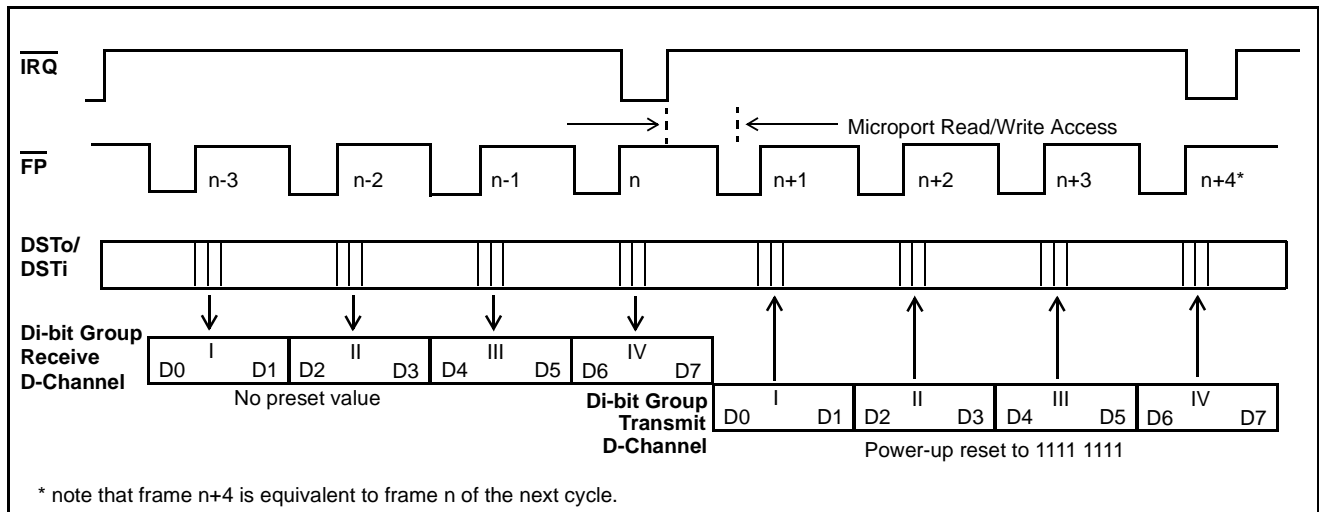 IRQ
Microport Read/Write Access
FP
n-3 n-2 n-1 n n+1 n+2 n+3 n+4*
DSTo/
DSTi
Di-bit Group
Receive
D-Channel
I II III IV
D0 D1 D2 D3 D4 D5 D6 D7
No preset value
Di-bit Group
Transmit
D-Channel
I II III IV
D0 D1 D2 D3 D4 D5 D6 D7
Power-up reset to 1111 1111
* note that frame n+4 is equivalent to frame n of the next cycle.